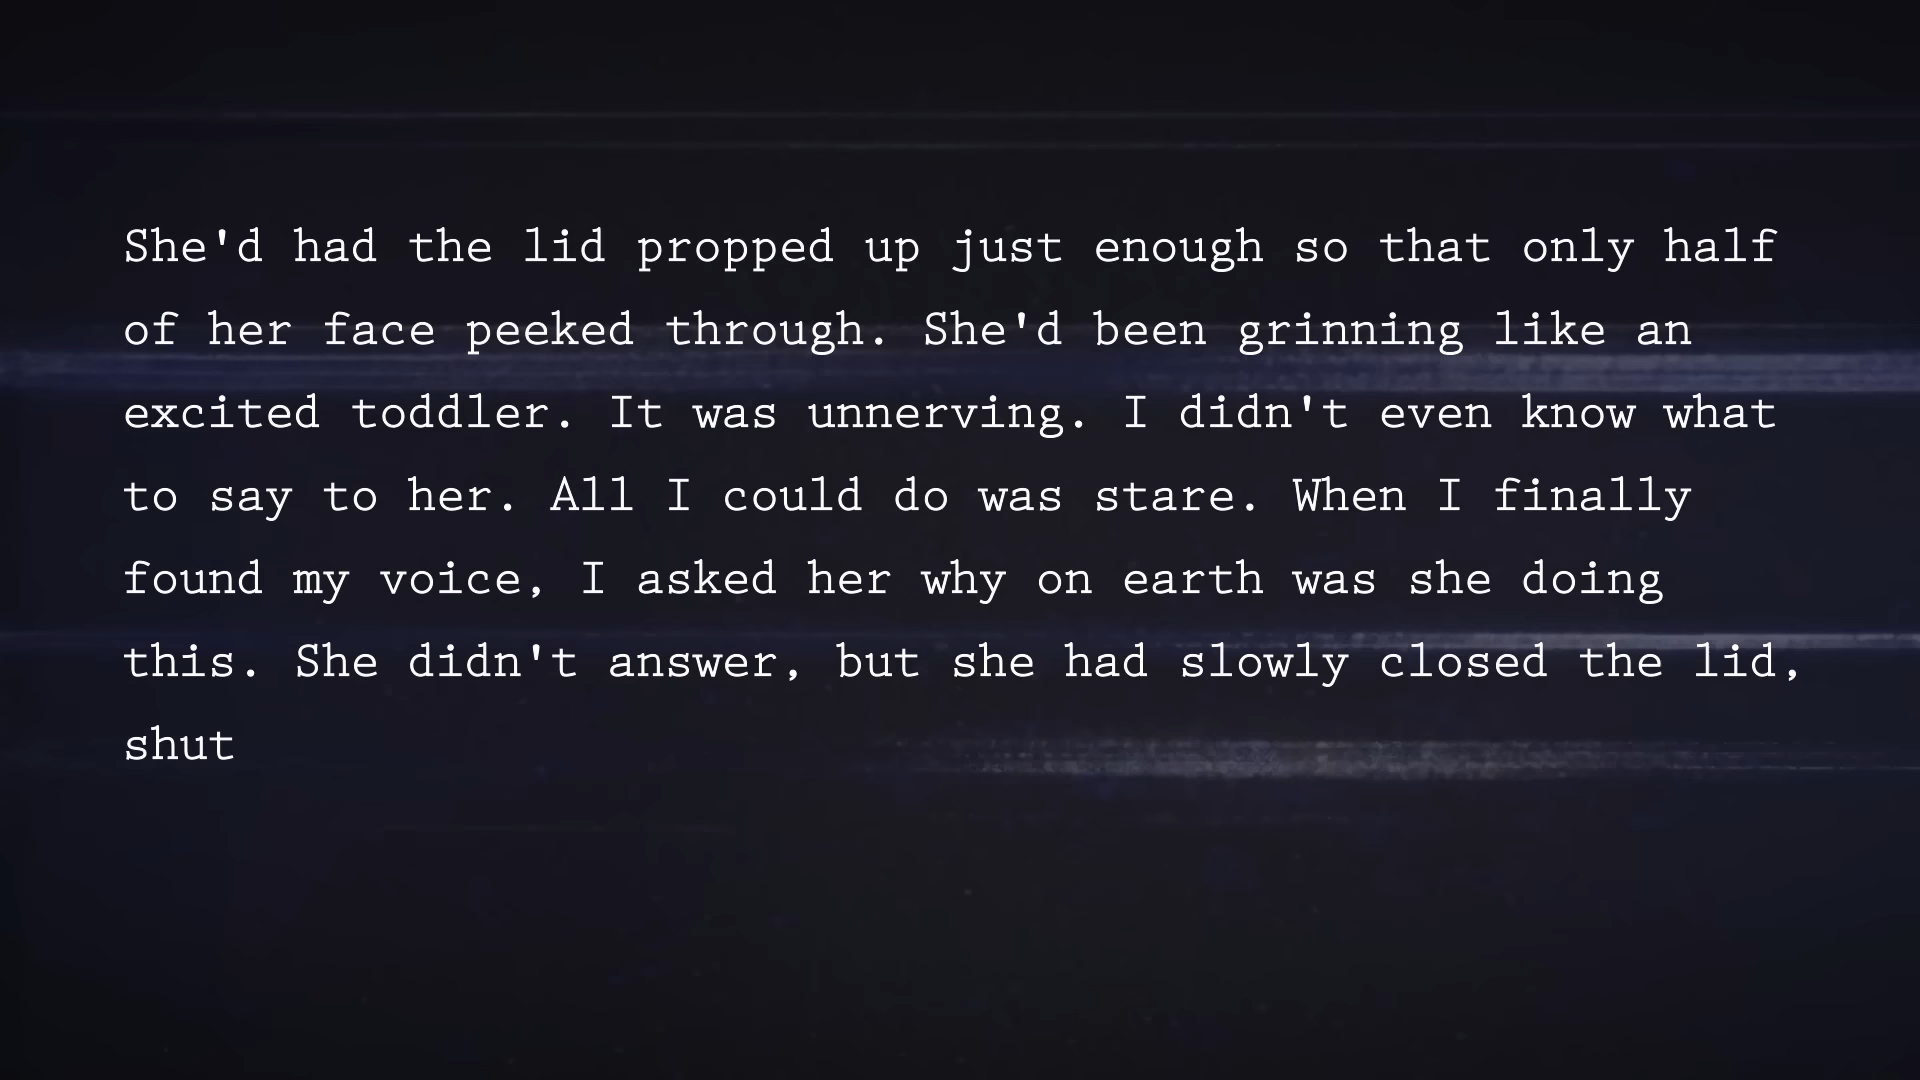 She'd had the lid propped up just enough so that only half
of her face peeked through. She'd been grinning like an
excited toddler. It was unnerving. I didn't even know what
to say to her. All I could do was stare. When I finally
found my voice, I asked her why on earth was she doing
this. She didn't answer, but she had slowly closed the lid,
shut